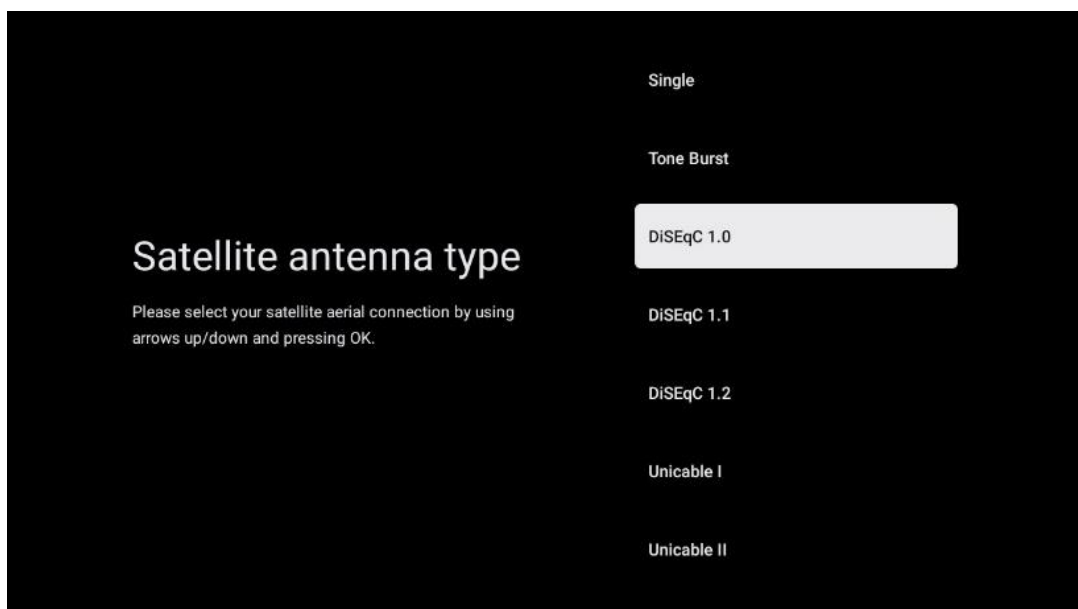 Satellite antenna type
Please select your satellite aerial connection by using
arrows up/down and pressing OK.
Single
Tone Burst
DiSEqC 1.0
DiSEqC 1.1
DiSEqC 1.2
Unicable I
Unicable II